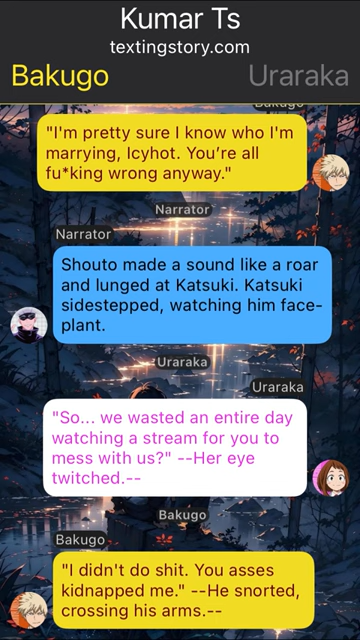 Kumar Ts
textingstory.com
Bakugo Uraraka
Bakugo
"I'm pretty sure I know who I'm
marrying, Icyhot. You’re all
fu*king wrong anyway."
Narrator
Narrator
Shouto made a sound like a roar
and lunged at Katsuki. Katsuki
sidestepped, watching him face-
plant.
Uraraka
Uraraka
"So... we wasted an entire day
watching a stream for you to
mess with us?" --Her eye
twitched.--
Bakugo
Bakugo
"I didn't do shit. You asses
kidnapped me." --He snorted,
crossing his arms.--